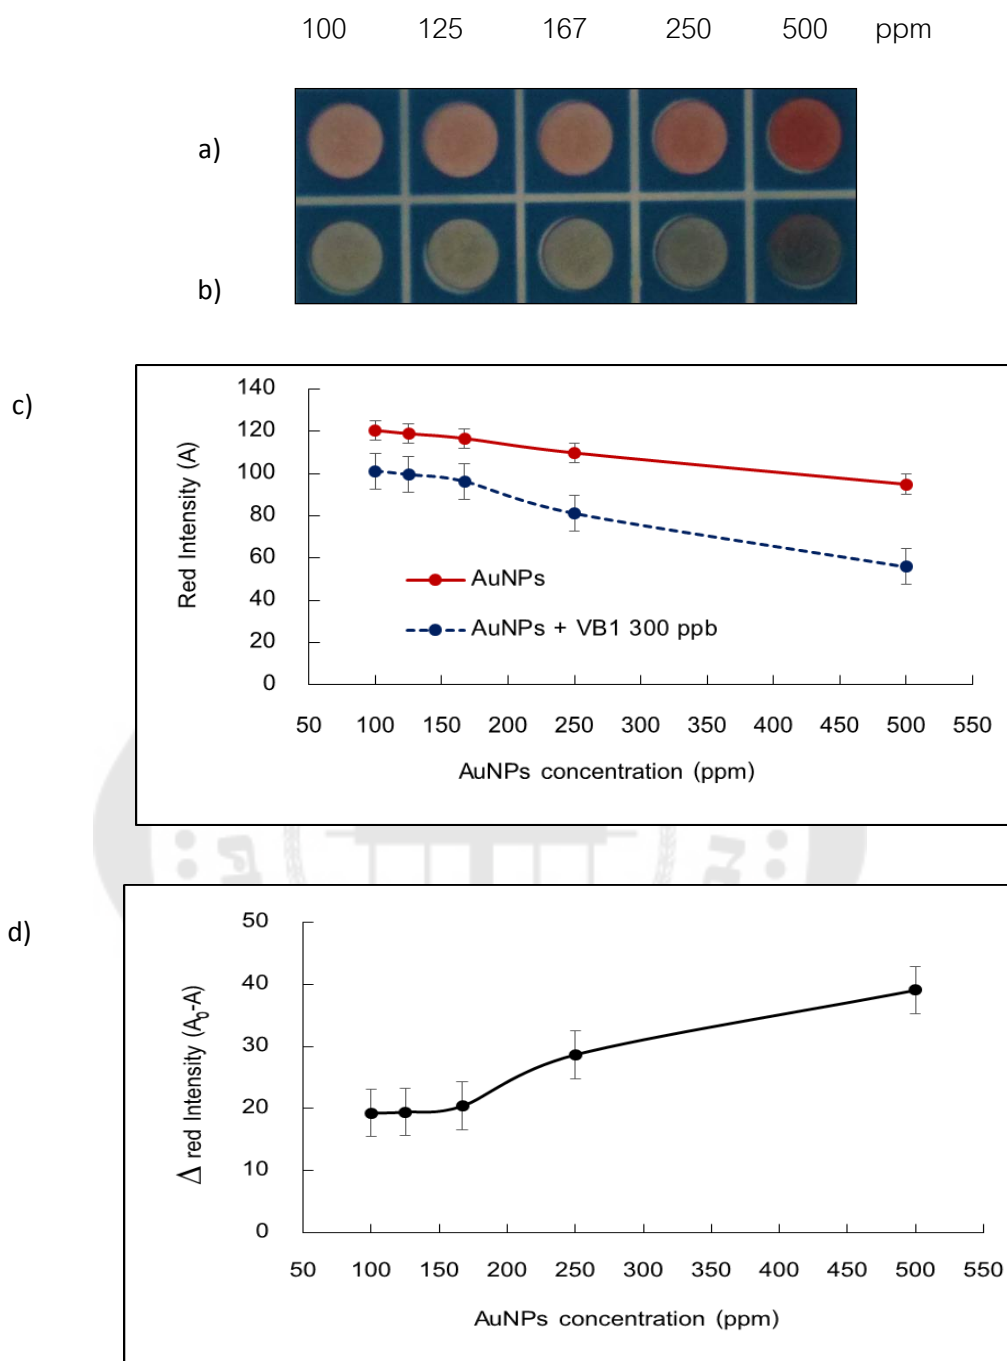 100 125 167 250 500 ppm
a)
b)
c)
140
120
100
80
60
40
20
0
Red Intensity (A)
AuNPs
AuNPs + VB1 300 ppb
50 100 150 200 250 300 350 400 450 500 550
AuNPs concentration (ppm)
d)
50
40
30
20
10
0
Δ red Intensity (A₀-A)
50 100 150 200 250 300 350 400 450 500 550
AuNPs concentration (ppm)